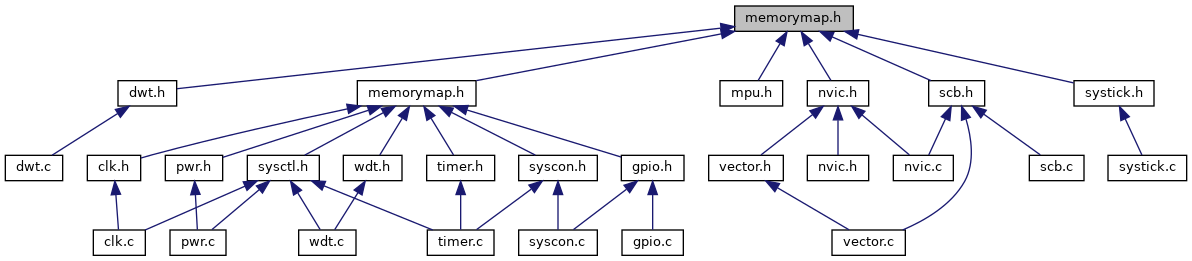 memorymap.h
dwt.h
memorymap.h
mpu.h
nvic.h
scb.h
systick.h
dwt.c
clk.h
pwr.h
sysctl.h
wdt.h
timer.h
syscon.h
gpio.h
vector.h
nvic.h
nvic.c
scb.c
systick.c
clk.c
pwr.c
wdt.c
timer.c
syscon.c
gpio.c
vector.c